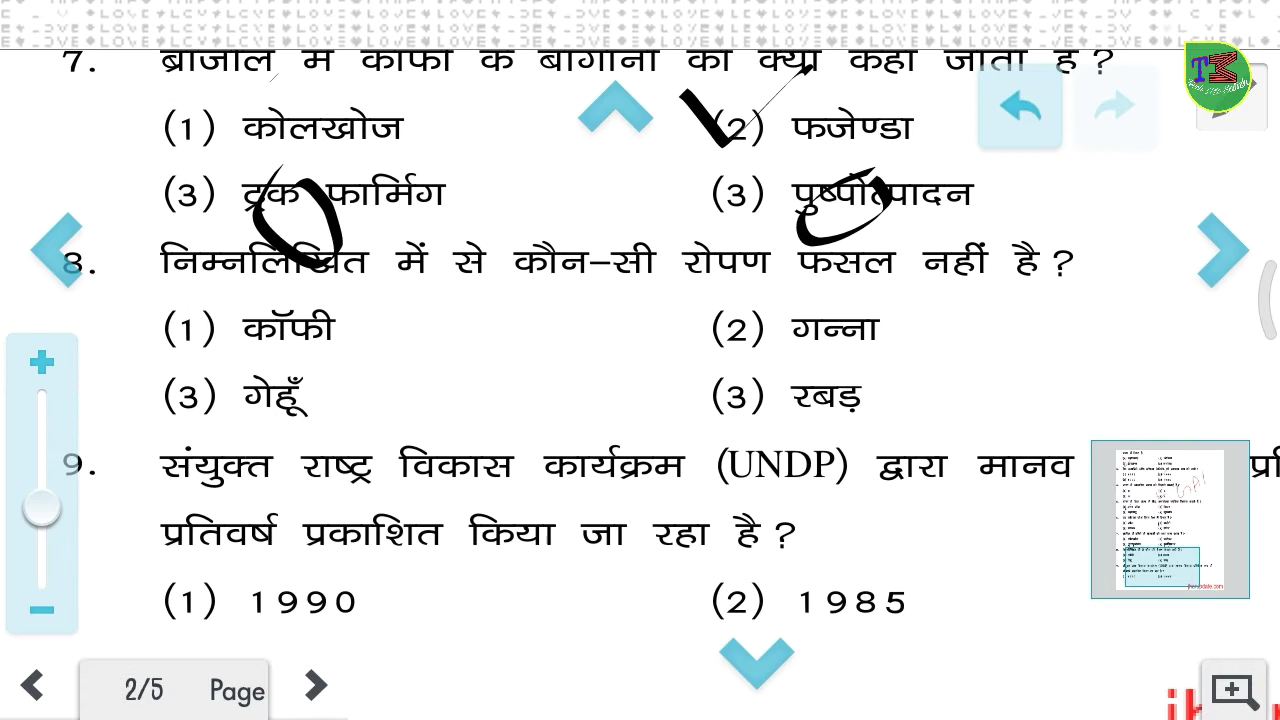 7. ब्राजील में कॉफी के बागानों को क्या कहा जाता है ?
(1) कोलखोज (2) फजेण्डा
(3) ट्रक फार्मिग (3) पुष्पोत्पादन
8. निम्नलिखित में से कौन–सी रोपण फसल नहीं है ?
(1) कॉफी (2) गन्ना
(3) गेहूँ (3) रबड़
9. संयुक्त राष्ट्र विकास कार्यक्रम (UNDP) द्वारा मानव
प्रतिवर्ष प्रकाशित किया जा रहा है ?
(1) 1990 (2) 1985
2/5 Page